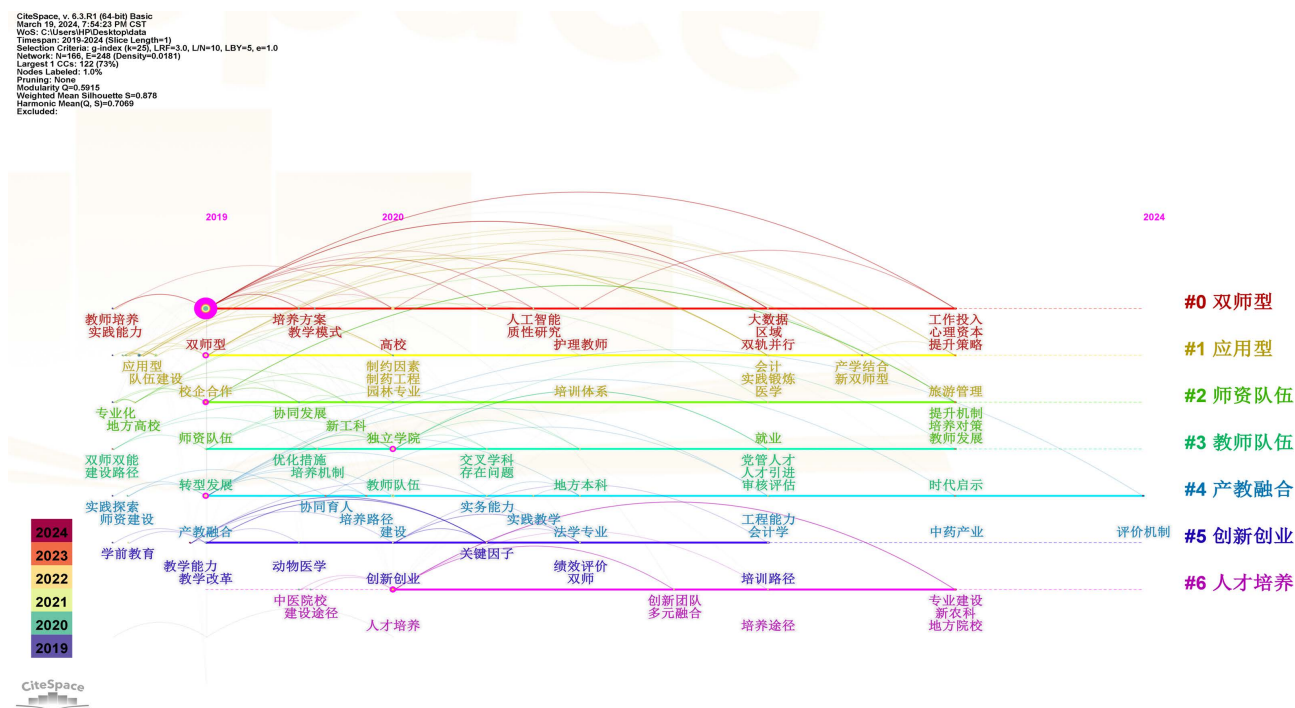 CiteSpace, v. 6.3.R1 (64-bit) Basic
March 19, 2024, 7:54:23 PM CST
WoS: C:\Users\HP\Desktop\data
Timespan: 2019-2024 (Slice Length=1)
Selection Criteria: g-index (k=25), LRF=3.0, L/N=10, LBY=5, e=1.0
Network: N=166, E=248 (Density=0.0181)
Largest 1 CCs: 122 (73%)
Nodes Labeled: 1.0%
Pruning: None
Modularity Q=0.5915
Weighted Mean Silhouette S=0.878
Harmonic Mean(Q, S)=0.7069
Excluded:
2019 2020 2024
#0 双师型
教师培养 培养方案 人工智能 大数据 工作投入
实践能力 教学模式 质性研究 区域 心理资本
双师型 高校 护理教师 双轨并行 提升策略
#1 应用型
应用型 制约因素 会计 产学结合
队伍建设 制药工程 实践锻炼 新双师型
校企合作 园林专业 培训体系 医学 旅游管理
#2 师资队伍
专业化 协同发展 提升机制
地方高校 新工科 培养对策
师资队伍 独立学院 就业 教师发展
#3 教师队伍
双师双能 优化措施 交叉学科 党管人才
建设路径 培养机制 存在问题 人才引进
转型发展 教师队伍 地方本科 审核评估 时代启示
#4 产教融合
实践探索 协同育人 实务能力 工程能力
师资建设 培养路径 实践教学 会计学
产教融合 建设 法学专业 中药产业 评价机制
#5 创新创业
学前教育 关键因子
教学能力 动物医学 绩效评价
教学改革 创新创业 双师 培训路径
#6 人才培养
中医院校 创新团队 专业建设
建设途径 多元融合 新农科
人才培养 培养途径 地方院校
2024
2023
2022
2021
2020
2019
CiteSpace